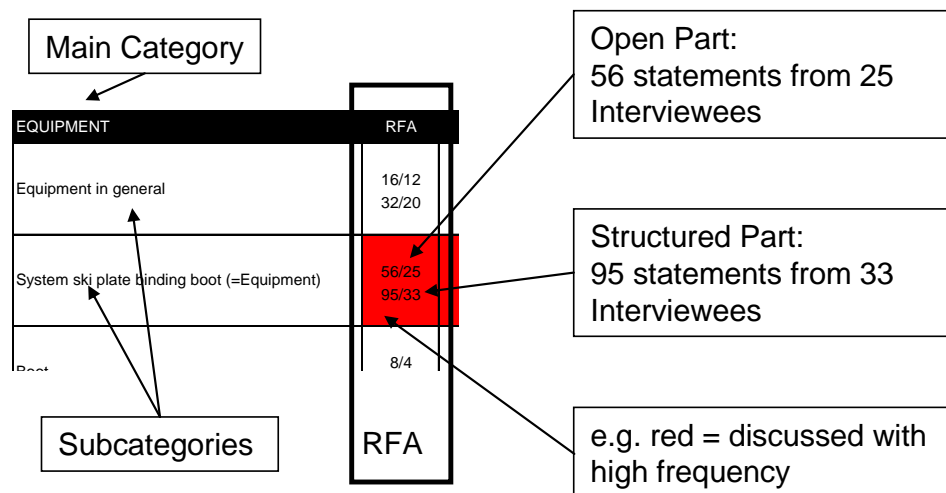 Main Category
Open Part:
56 statements from 25
Interviewees
EQUIPMENT RFA
Equipment in general
16/12
32/20
Structured Part:
95 statements from 33
Interviewees
System ski plate binding boot (=Equipment)
56/25
95/33
Boot
8/4
Subcategories
RFA
e.g. red = discussed with
high frequency